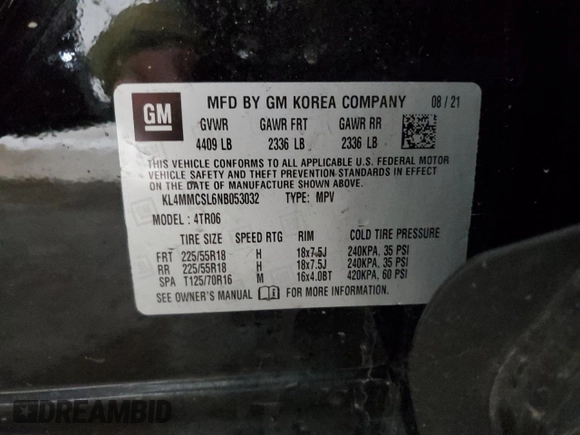 GM
MFD BY GM KOREA COMPANY 08/21
GVWR GAWR FRT GAWR RR
4409 LB 2336 LB 2336 LB
THIS VEHICLE CONFORMS TO ALL APPLICABLE U.S. FEDERAL MOTOR
VEHICLE SAFETY AND THEFT PREVENTION STANDARDS IN EFFECT ON
THE DATE OF MANUFACTURE SHOWN ABOVE.
KL4MMCSL6NB053032 TYPE: MPV
MODEL: 4TR06
TIRE SIZE SPEED RTG RIM COLD TIRE PRESSURE
FRT 225/55R18 H 18x7.5J 240KPA, 35 PSI
RR 225/55R18 H 18x7.5J 240KPA, 35 PSI
SPA T125/70R16 M 16x4.0BT 420KPA, 60 PSI
SEE OWNER'S MANUAL FOR MORE INFORMATION.
DREAMBID